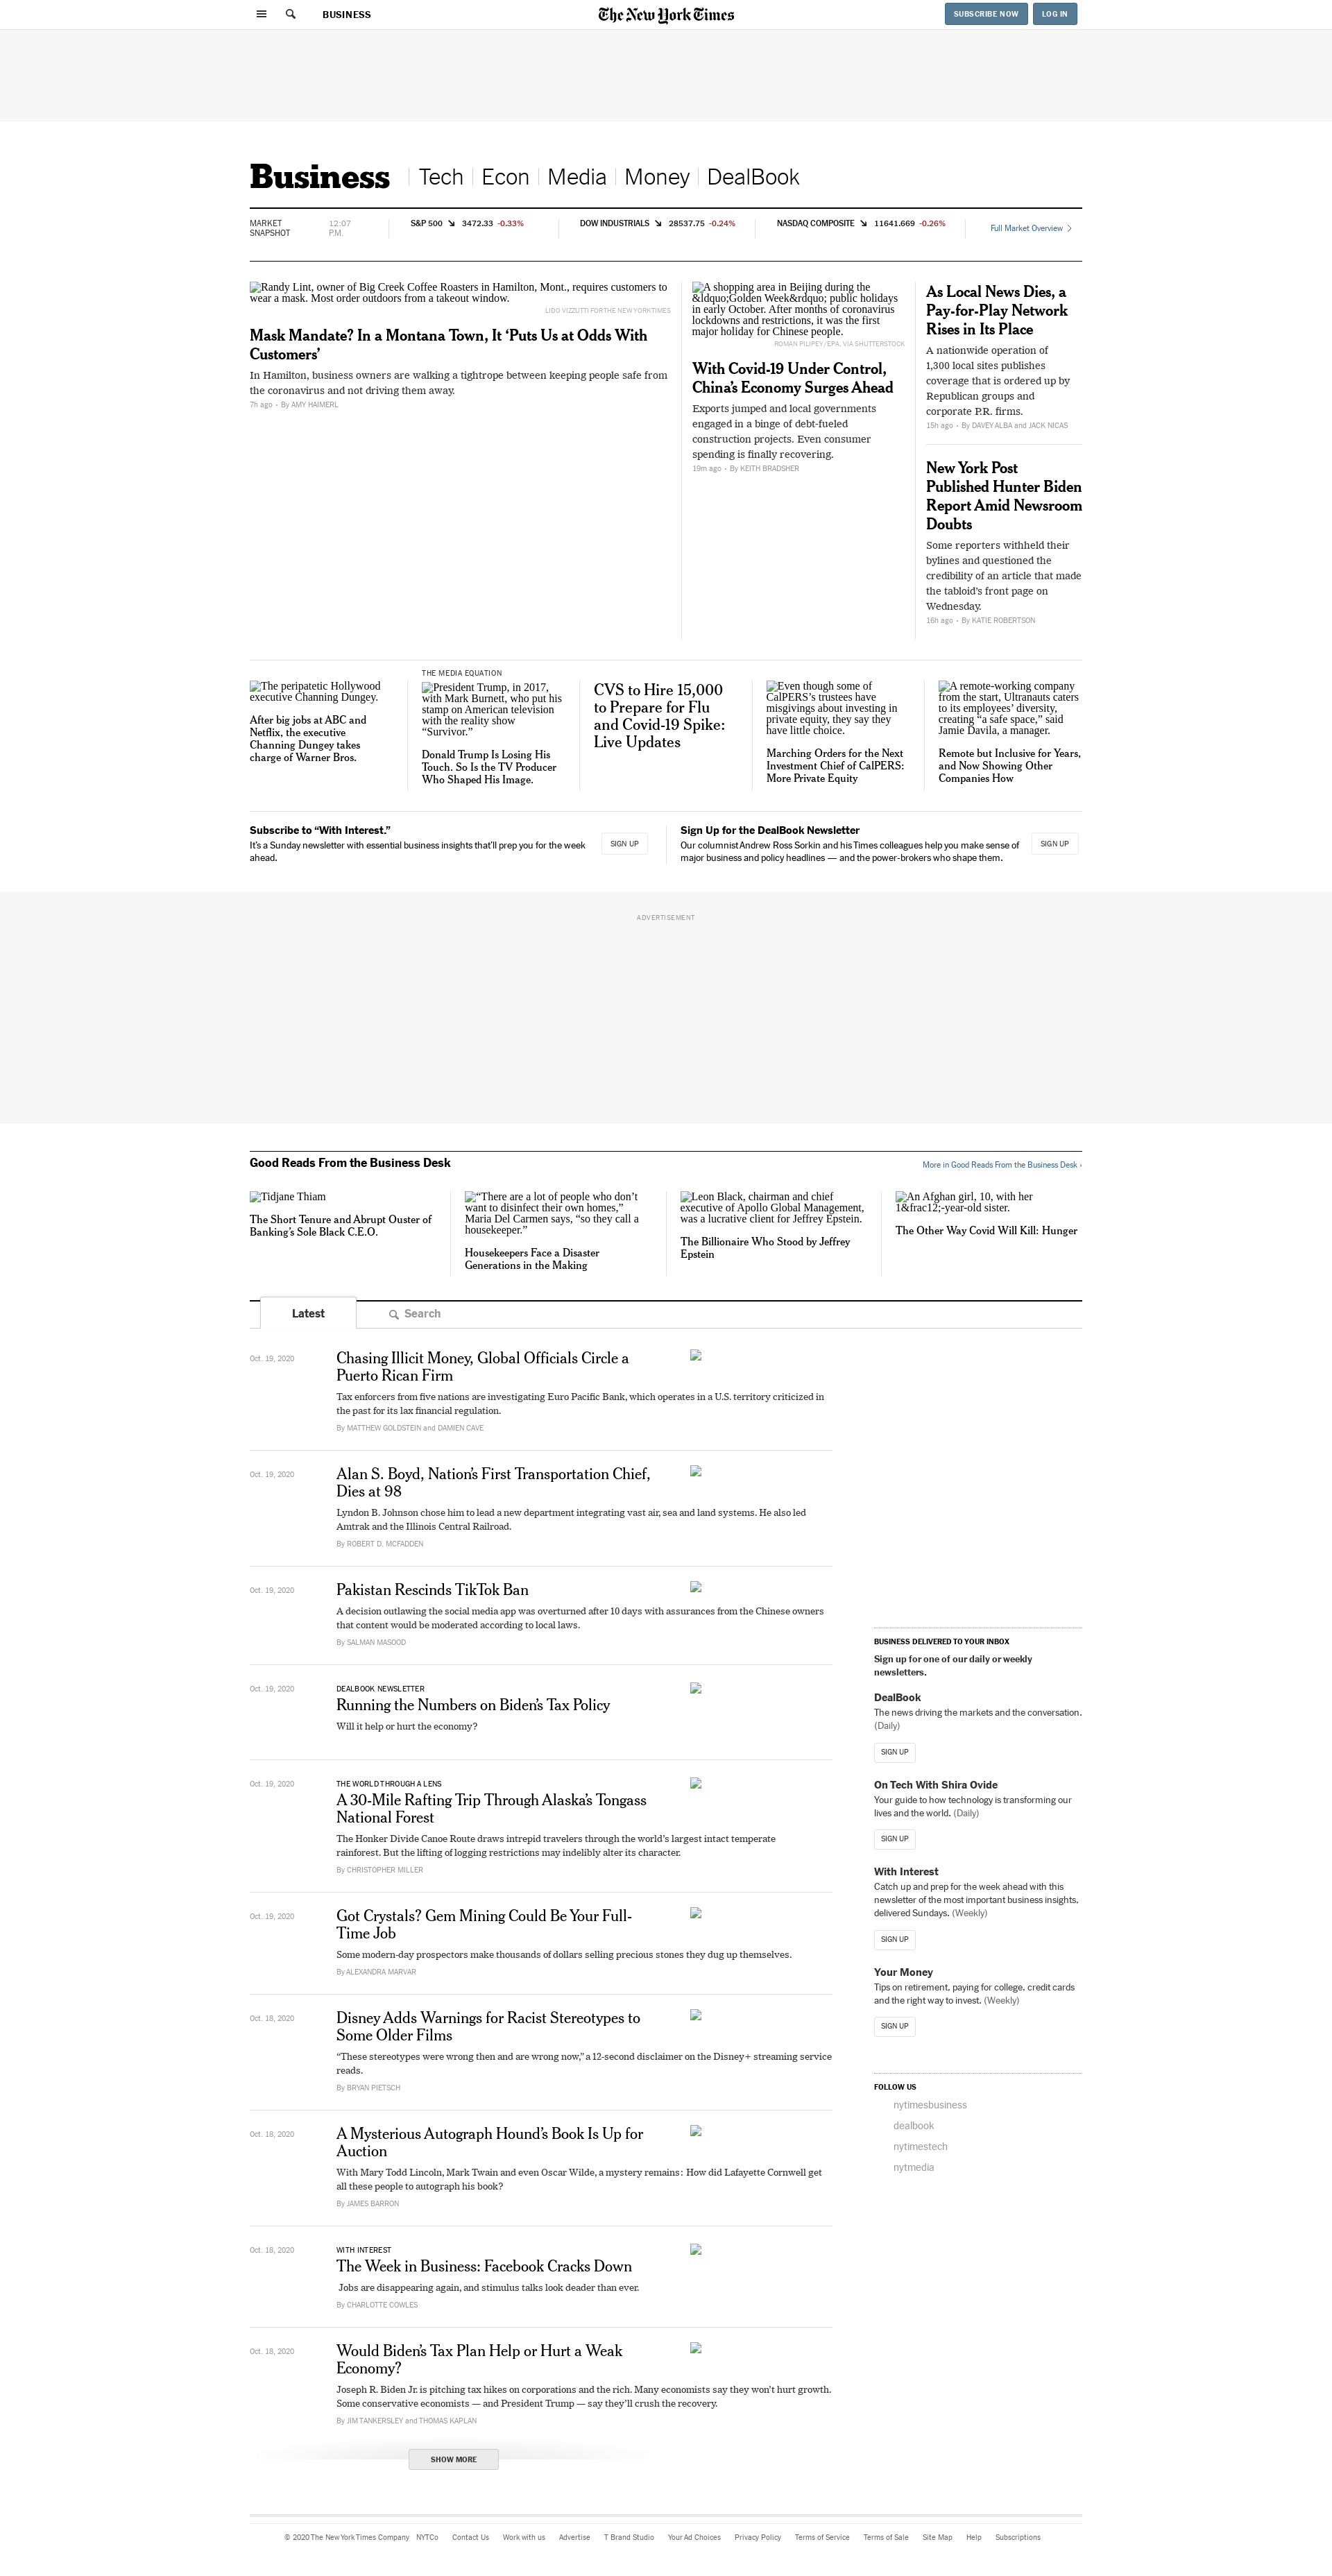 BUSINESS
The New York Times
SUBSCRIBE NOW
LOG IN
Business
Tech
Econ
Media
Money
DealBook
MARKET
SNAPSHOT
12:07
P.M.
S&P 500 3472.33 -0.33%
DOW INDUSTRIALS 28537.75 -0.24%
NASDAQ COMPOSITE 11641.669 -0.26%
Full Market Overview
Randy Lint, owner of Big Creek Coffee Roasters in Hamilton, Mont., requires customers to
wear a mask. Most order outdoors from a takeout window.
LIDO VIZZUTTI FOR THE NEW YORK TIMES
Mask Mandate? In a Montana Town, It ‘Puts Us at Odds With
Customers’
In Hamilton, business owners are walking a tightrope between keeping people safe from
the coronavirus and not driving them away.
7h ago • By AMY HAIMERL
A shopping area in Beijing during the
&ldquo;Golden Week&rdquo; public holidays
in early October. After months of coronavirus
lockdowns and restrictions, it was the first
major holiday for Chinese people.
ROMAN PILIPEY/EPA, VIA SHUTTERSTOCK
With Covid-19 Under Control,
China’s Economy Surges Ahead
Exports jumped and local governments
engaged in a binge of debt-fueled
construction projects. Even consumer
spending is finally recovering.
19m ago • By KEITH BRADSHER
As Local News Dies, a
Pay-for-Play Network
Rises in Its Place
A nationwide operation of
1,300 local sites publishes
coverage that is ordered up by
Republican groups and
corporate P.R. firms.
15h ago • By DAVEY ALBA and JACK NICAS
New York Post
Published Hunter Biden
Report Amid Newsroom
Doubts
Some reporters withheld their
bylines and questioned the
credibility of an article that made
the tabloid’s front page on
Wednesday.
16h ago • By KATIE ROBERTSON
The peripatetic Hollywood
executive Channing Dungey.
After big jobs at ABC and
Netflix, the executive
Channing Dungey takes
charge of Warner Bros.
THE MEDIA EQUATION
President Trump, in 2017,
with Mark Burnett, who put his
stamp on American television
with the reality show
“Survivor.”
Donald Trump Is Losing His
Touch. So Is the TV Producer
Who Shaped His Image.
CVS to Hire 15,000
to Prepare for Flu
and Covid-19 Spike:
Live Updates
Even though some of
CalPERS’s trustees have
misgivings about investing in
private equity, they say they
have little choice.
Marching Orders for the Next
Investment Chief of CalPERS:
More Private Equity
A remote-working company
from the start, Ultranauts caters
to its employees’ diversity,
creating “a safe space,” said
Jamie Davila, a manager.
Remote but Inclusive for Years,
and Now Showing Other
Companies How
Subscribe to “With Interest.”
It’s a Sunday newsletter with essential business insights that’ll prep you for the week
ahead.
SIGN UP
Sign Up for the DealBook Newsletter
Our columnist Andrew Ross Sorkin and his Times colleagues help you make sense of
major business and policy headlines — and the power-brokers who shape them.
SIGN UP
ADVERTISEMENT
Good Reads From the Business Desk
More in Good Reads From the Business Desk ›
Tidjane Thiam
The Short Tenure and Abrupt Ouster of
Banking’s Sole Black C.E.O.
“There are a lot of people who don’t
want to disinfect their own homes,”
Maria Del Carmen says, “so they call a
housekeeper.”
Housekeepers Face a Disaster
Generations in the Making
Leon Black, chairman and chief
executive of Apollo Global Management,
was a lucrative client for Jeffrey Epstein.
The Billionaire Who Stood by Jeffrey
Epstein
An Afghan girl, 10, with her
1&frac12;-year-old sister.
The Other Way Covid Will Kill: Hunger
Latest
Search
Oct. 19, 2020
Chasing Illicit Money, Global Officials Circle a
Puerto Rican Firm
Tax enforcers from five nations are investigating Euro Pacific Bank, which operates in a U.S. territory criticized in
the past for its lax financial regulation.
By MATTHEW GOLDSTEIN and DAMIEN CAVE
Oct. 19, 2020
Alan S. Boyd, Nation’s First Transportation Chief,
Dies at 98
Lyndon B. Johnson chose him to lead a new department integrating vast air, sea and land systems. He also led
Amtrak and the Illinois Central Railroad.
By ROBERT D. MCFADDEN
Oct. 19, 2020
Pakistan Rescinds TikTok Ban
A decision outlawing the social media app was overturned after 10 days with assurances from the Chinese owners
that content would be moderated according to local laws.
By SALMAN MASOOD
Oct. 19, 2020
DEALBOOK NEWSLETTER
Running the Numbers on Biden’s Tax Policy
Will it help or hurt the economy?
Oct. 19, 2020
THE WORLD THROUGH A LENS
A 30-Mile Rafting Trip Through Alaska’s Tongass
National Forest
The Honker Divide Canoe Route draws intrepid travelers through the world’s largest intact temperate
rainforest. But the lifting of logging restrictions may indelibly alter its character.
By CHRISTOPHER MILLER
Oct. 19, 2020
Got Crystals? Gem Mining Could Be Your Full-
Time Job
Some modern-day prospectors make thousands of dollars selling precious stones they dug up themselves.
By ALEXANDRA MARVAR
Oct. 18, 2020
Disney Adds Warnings for Racist Stereotypes to
Some Older Films
“These stereotypes were wrong then and are wrong now,” a 12-second disclaimer on the Disney+ streaming service
reads.
By BRYAN PIETSCH
Oct. 18, 2020
A Mysterious Autograph Hound’s Book Is Up for
Auction
With Mary Todd Lincoln, Mark Twain and even Oscar Wilde, a mystery remains: How did Lafayette Cornwell get
all these people to autograph his book?
By JAMES BARRON
Oct. 18, 2020
WITH INTEREST
The Week in Business: Facebook Cracks Down
Jobs are disappearing again, and stimulus talks look deader than ever.
By CHARLOTTE COWLES
Oct. 18, 2020
Would Biden’s Tax Plan Help or Hurt a Weak
Economy?
Joseph R. Biden Jr. is pitching tax hikes on corporations and the rich. Many economists say they won’t hurt growth.
Some conservative economists — and President Trump — say they’ll crush the recovery.
By JIM TANKERSLEY and THOMAS KAPLAN
SHOW MORE
BUSINESS DELIVERED TO YOUR INBOX
Sign up for one of our daily or weekly
newsletters.
DealBook
The news driving the markets and the conversation.
(Daily)
SIGN UP
On Tech With Shira Ovide
Your guide to how technology is transforming our
lives and the world. (Daily)
SIGN UP
With Interest
Catch up and prep for the week ahead with this
newsletter of the most important business insights,
delivered Sundays. (Weekly)
SIGN UP
Your Money
Tips on retirement, paying for college, credit cards
and the right way to invest. (Weekly)
SIGN UP
FOLLOW US
nytimesbusiness
dealbook
nytimestech
nytmedia
© 2020 The New York Times Company NYTCo Contact Us Work with us Advertise T Brand Studio Your Ad Choices Privacy Policy Terms of Service Terms of Sale Site Map Help Subscriptions